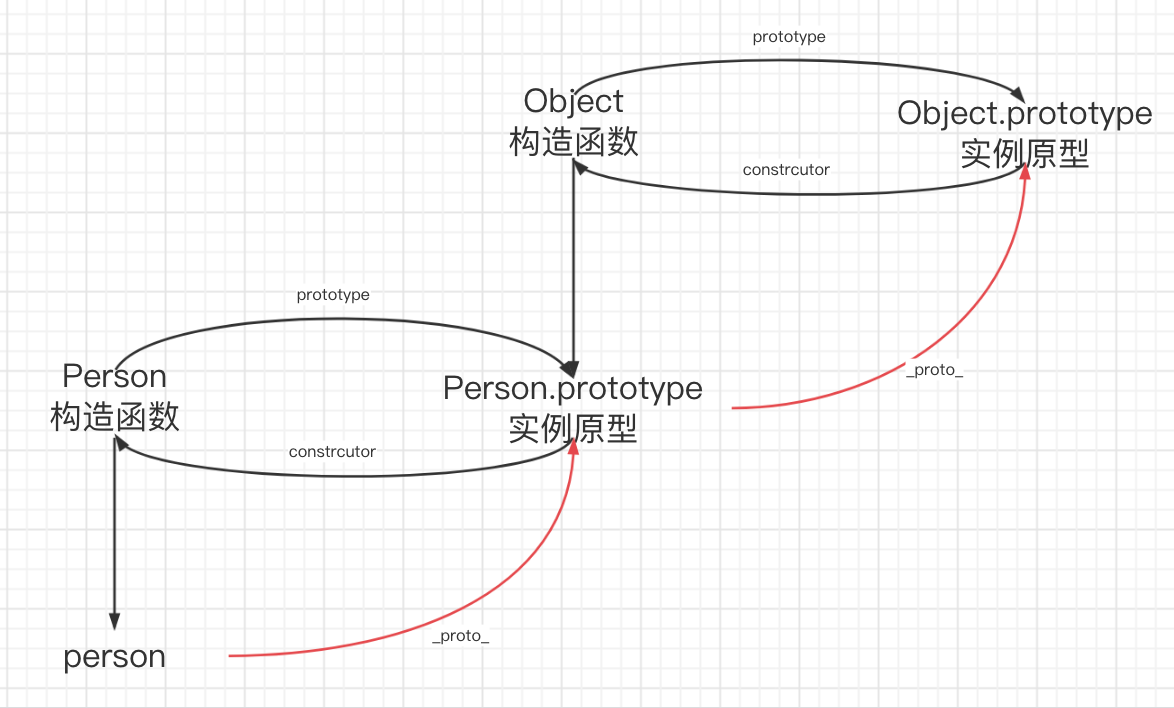 prototype
Object
构造函数
Object.prototype
实例原型
constrcutor
prototype
Person
构造函数
Person.prototype
实例原型
_proto_
constrcutor
_proto_
person